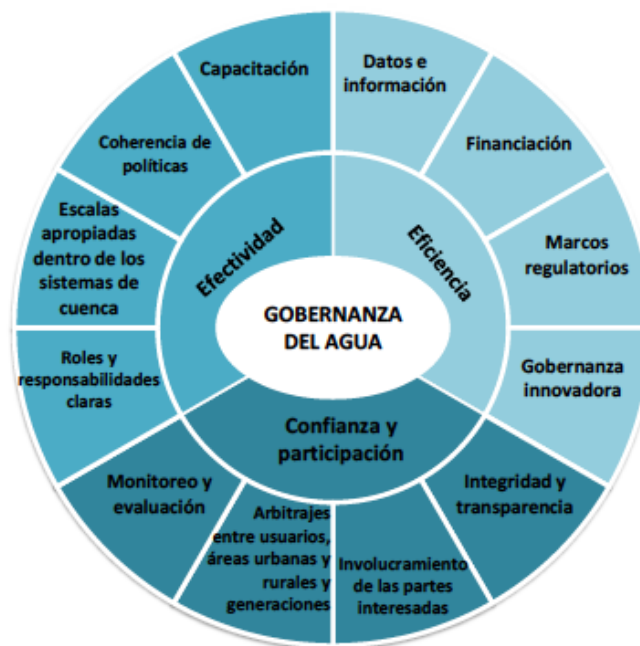 Capacitación
Datos e
información
Coherencia de
políticas
Financiación
Escalas
apropiadas
dentro de los
sistemas de
cuenca
Efectividad
Eficiencia
Marcos
regulatorios
GOBERNANZA
DEL AGUA
Roles y
responsabilidades
claras
Gobernanza
innovadora
Confianza y
participación
Monitoreo y
evaluación
Integridad y
transparencia
Arbitrajes
entre usuarios,
áreas urbanas y
rurales y
generaciones
Involucramiento
de las partes
interesadas